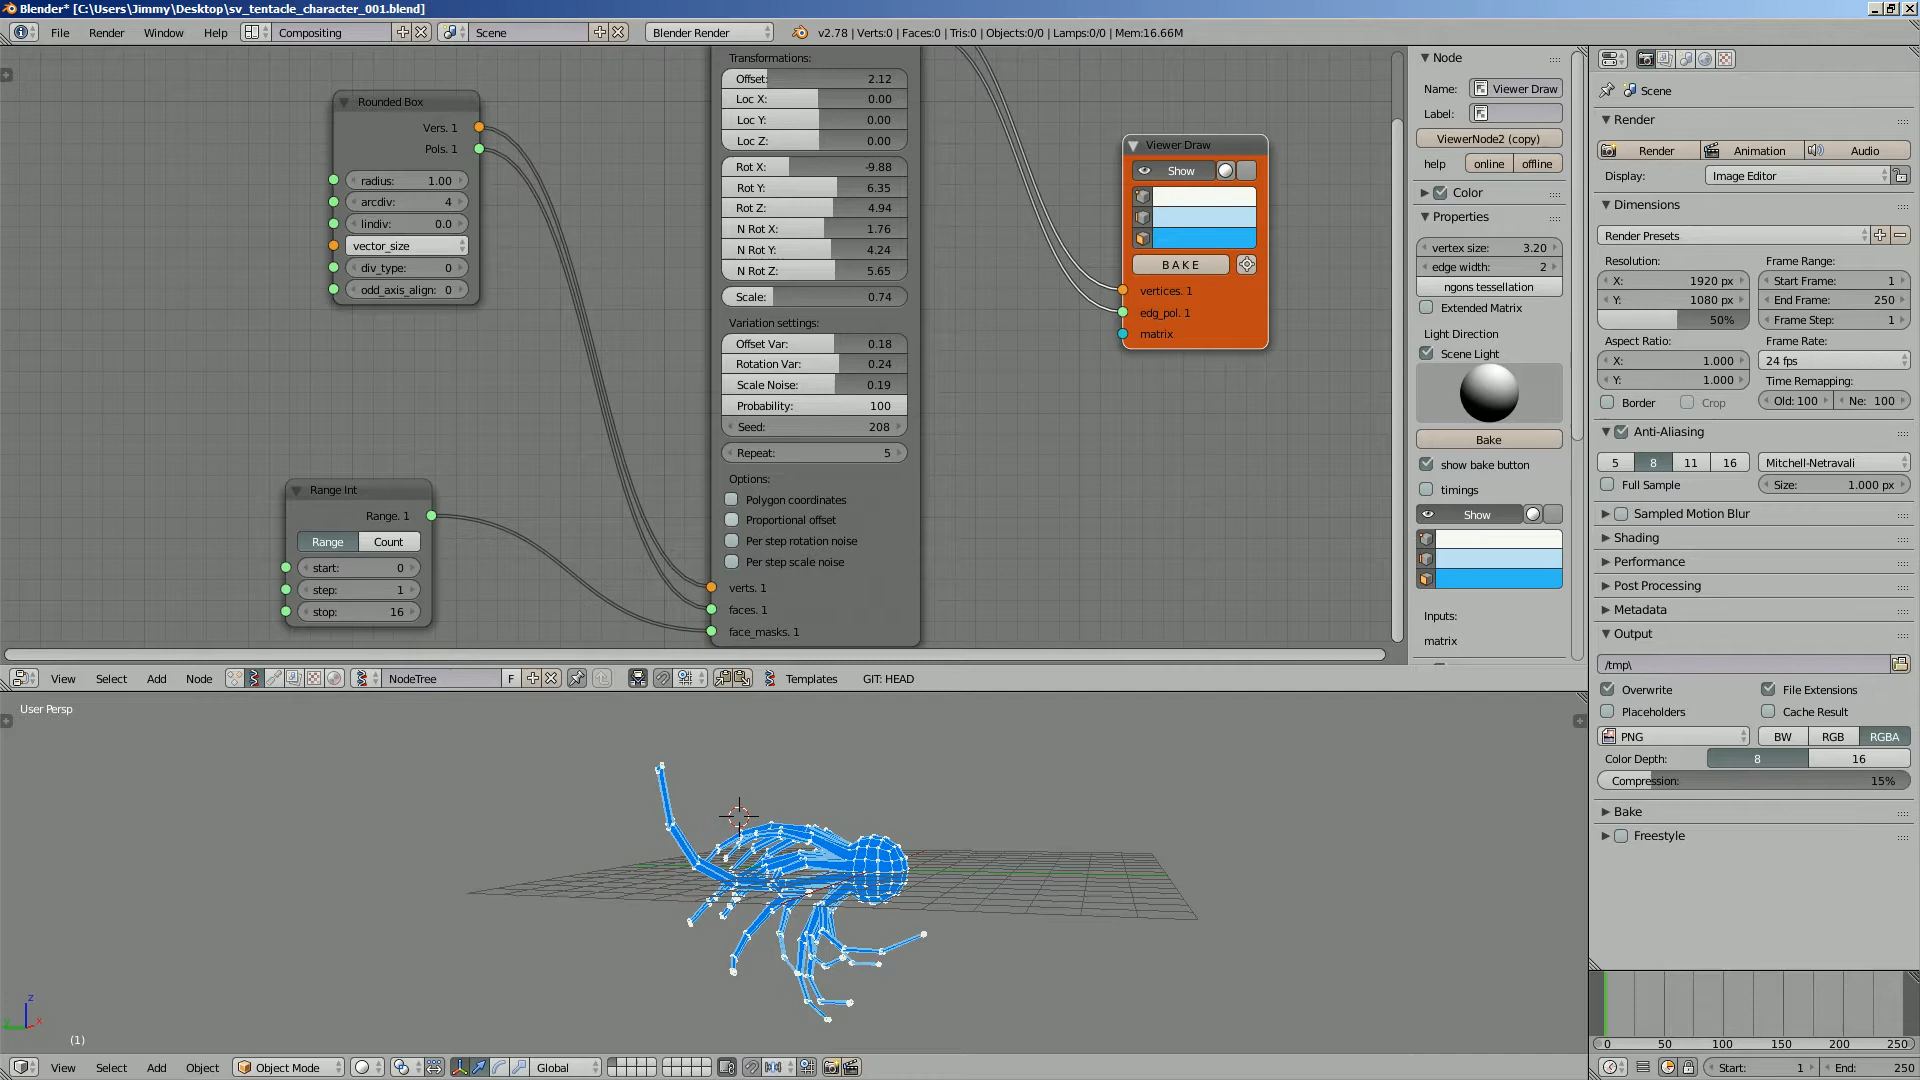 Blender* [C:\Users\Jimmy\Desktop\sv_tentacle_character_001.blend]
File Render Window Help Compositing Scene Blender Render v2.78 | Verts:0 | Faces:0 | Tris:0 | Objects:0/0 | Lamps:0/0 | Mem:16.66M
Rounded Box
Vers. 1
Pols. 1
radius: 1.00
arcdiv: 4
lindiv: 0.0
vector_size
div_type: 0
odd_axis_align: 0
Range Int
Range. 1
Range Count
start: 0
step: 1
stop: 16
Transformations:
Offset: 2.12
Loc X: 0.00
Loc Y: 0.00
Loc Z: 0.00
Rot X: -9.88
Rot Y: 6.35
Rot Z: 4.94
N Rot X: 1.76
N Rot Y: 4.24
N Rot Z: 5.65
Scale: 0.74
Variation settings:
Offset Var: 0.18
Rotation Var: 0.24
Scale Noise: 0.19
Probability: 100
Seed: 208
Repeat: 5
Options:
Polygon coordinates
Proportional offset
Per step rotation noise
Per step scale noise
verts. 1
faces. 1
face_masks. 1
Viewer Draw
Show
BAKE
vertices. 1
edg_pol. 1
matrix
Node
Name: Viewer Draw
Label:
ViewerNode2 (copy)
help online offline
Color
Properties
vertex size: 3.20
edge width: 2
ngons tessellation
Extended Matrix
Light Direction
Scene Light
Bake
show bake button
timings
Show
Inputs:
matrix
View Select Add Node NodeTree F Templates GIT: HEAD
User Persp
z
y x
(1)
View Select Add Object Object Mode Global
Scene
Render
Render Animation Audio
Display: Image Editor
Dimensions
Render Presets
Resolution: Frame Range:
X: 1920 px Start Frame: 1
Y: 1080 px End Frame: 250
50% Frame Step: 1
Aspect Ratio: Frame Rate:
X: 1.000 24 fps
Y: 1.000 Time Remapping:
Border Crop Old: 100 Ne: 100
Anti-Aliasing
5 8 11 16 Mitchell-Netravali
Full Sample Size: 1.000 px
Sampled Motion Blur
Shading
Performance
Post Processing
Metadata
Output
/tmp\
Overwrite File Extensions
Placeholders Cache Result
PNG BW RGB RGBA
Color Depth: 8 16
Compression: 15%
Bake
Freestyle
0 50 100 150 200 250
Start: 1 End: 250